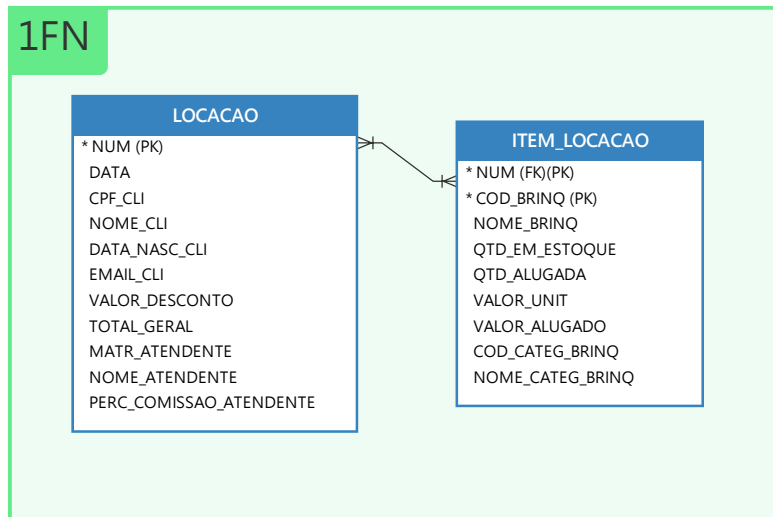 1FN
LOCACAO
* NUM (PK)
DATA
CPF_CLI
NOME_CLI
DATA_NASC_CLI
EMAIL_CLI
VALOR_DESCONTO
TOTAL_GERAL
MATR_ATENDENTE
NOME_ATENDENTE
PERC_COMISSAO_ATENDENTE
ITEM_LOCACAO
* NUM (FK)(PK)
* COD_BRINQ (PK)
NOME_BRINQ
QTD_EM_ESTOQUE
QTD_ALUGADA
VALOR_UNIT
VALOR_ALUGADO
COD_CATEG_BRINQ
NOME_CATEG_BRINQ